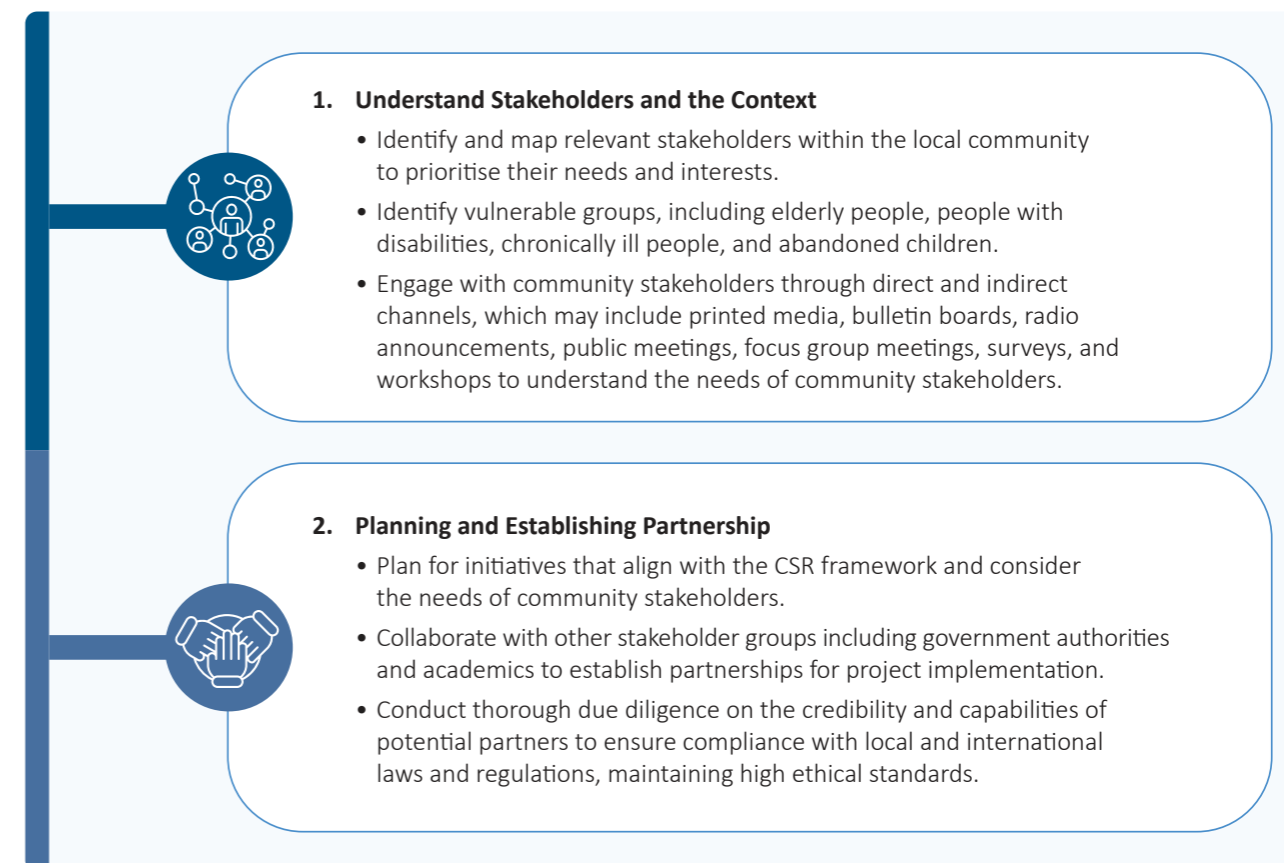 1. Understand Stakeholders and the Context
• Identify and map relevant stakeholders within the local community
to prioritise their needs and interests.
• Identify vulnerable groups, including elderly people, people with
disabilities, chronically ill people, and abandoned children.
• Engage with community stakeholders through direct and indirect
channels, which may include printed media, bulletin boards, radio
announcements, public meetings, focus group meetings, surveys, and
workshops to understand the needs of community stakeholders.
2. Planning and Establishing Partnership
• Plan for initiatives that align with the CSR framework and consider
the needs of community stakeholders.
• Collaborate with other stakeholder groups including government authorities
and academics to establish partnerships for project implementation.
• Conduct thorough due diligence on the credibility and capabilities of
potential partners to ensure compliance with local and international
laws and regulations, maintaining high ethical standards.